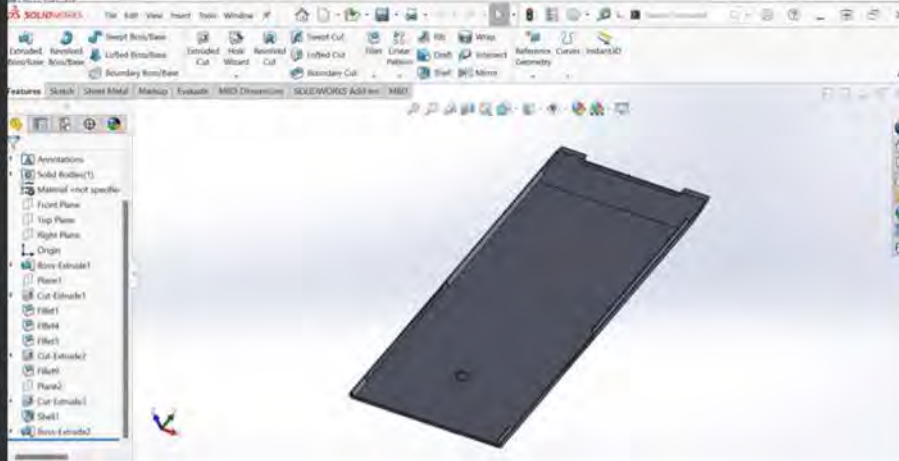 SOLIDWORKS File Edit View Insert Tools Window
Extruded Boss/Base Revolved Boss/Base Swept Boss/Base Lofted Boss/Base Boundary Boss/Base Extruded Cut Hole Wizard Revolved Cut Swept Cut Lofted Cut Boundary Cut Fillet Linear Pattern Rib Draft Shell Wrap Intersect Mirror Reference Geometry Curves Instant3D
Features Sketch Sheet Metal Markup Evaluate MBD Dimensions SOLIDWORKS Add-Ins MBD
Annotations
Solid Bodies(1)
Material <not specifie
Front Plane
Top Plane
Right Plane
Origin
Boss-Extrude1
Plane1
Cut-Extrude1
Fillet1
Fillet4
Cut-Extrude2
Plane2
Shell1
Boss-Extrude2